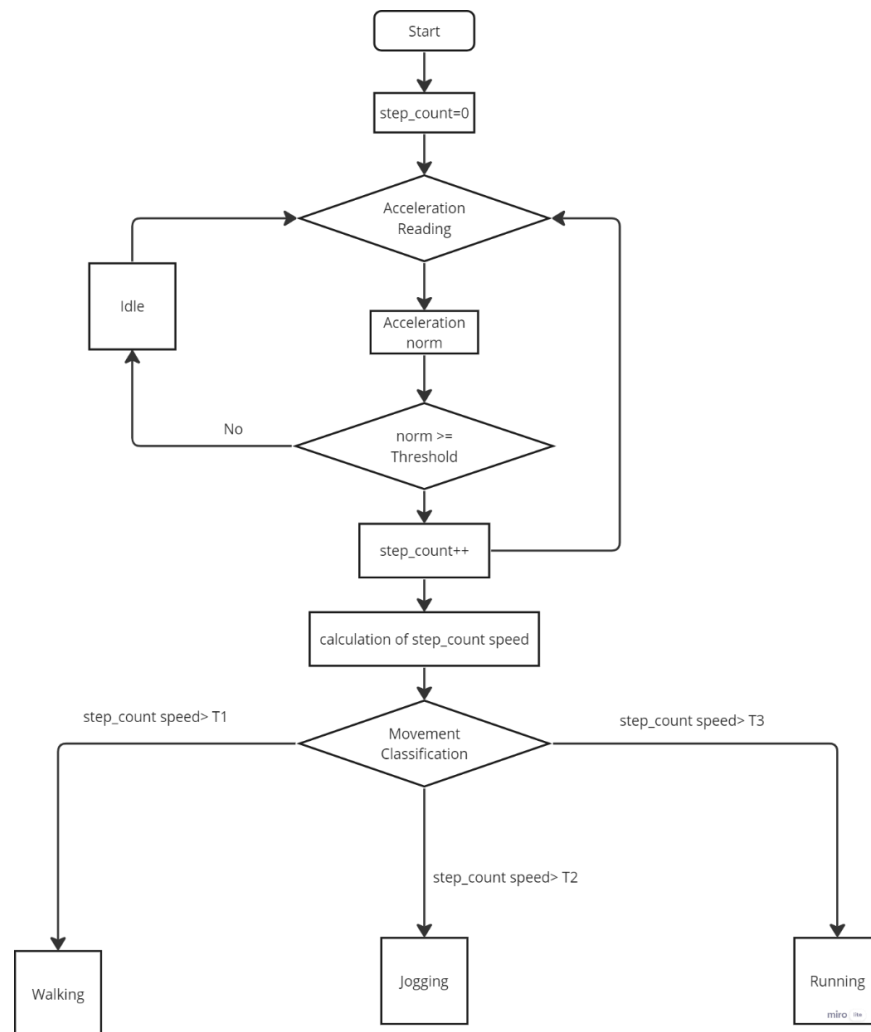 Start
step_count=0
Acceleration
Reading
Idle
Acceleration
norm
No
norm >=
Threshold
step_count++
calculation of step_count speed
step_count speed> T1
Movement
Classification
step_count speed> T3
step_count speed> T2
Walking
Jogging
Running
miro lite